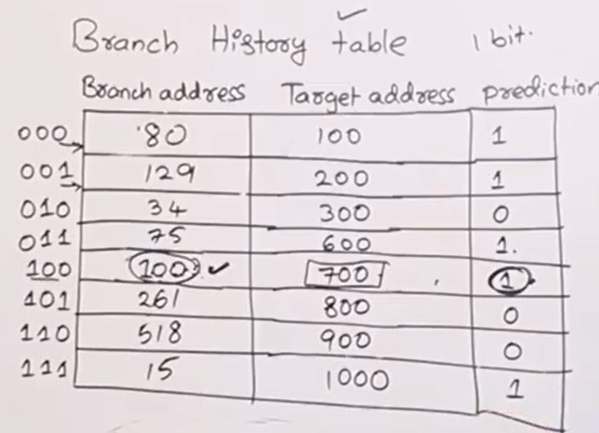 Branch History table 1 bit.
Branch address Target address prediction
000 80 100 1
001 129 200 1
010 34 300 0
011 75 600 1.
100 100 700 1
101 261 800 0
110 518 900 0
111 15 1000 1